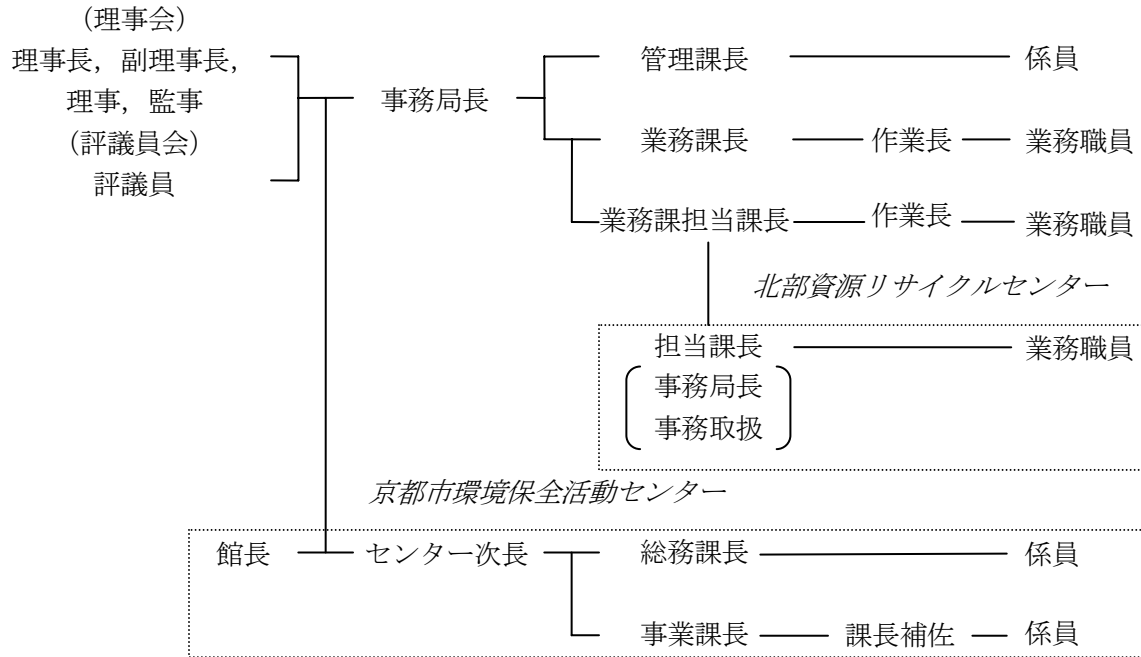 （理事会）
理事長，副理事長，
理事，監事
（評議員会）
評議員
事務局長
管理課長 係員
業務課長 作業長 業務職員
業務課担当課長 作業長 業務職員
北部資源リサイクルセンター
担当課長 業務職員
事務局長
事務取扱
京都市環境保全活動センター
館長 センター次長 総務課長 係員
事業課長 課長補佐 係員